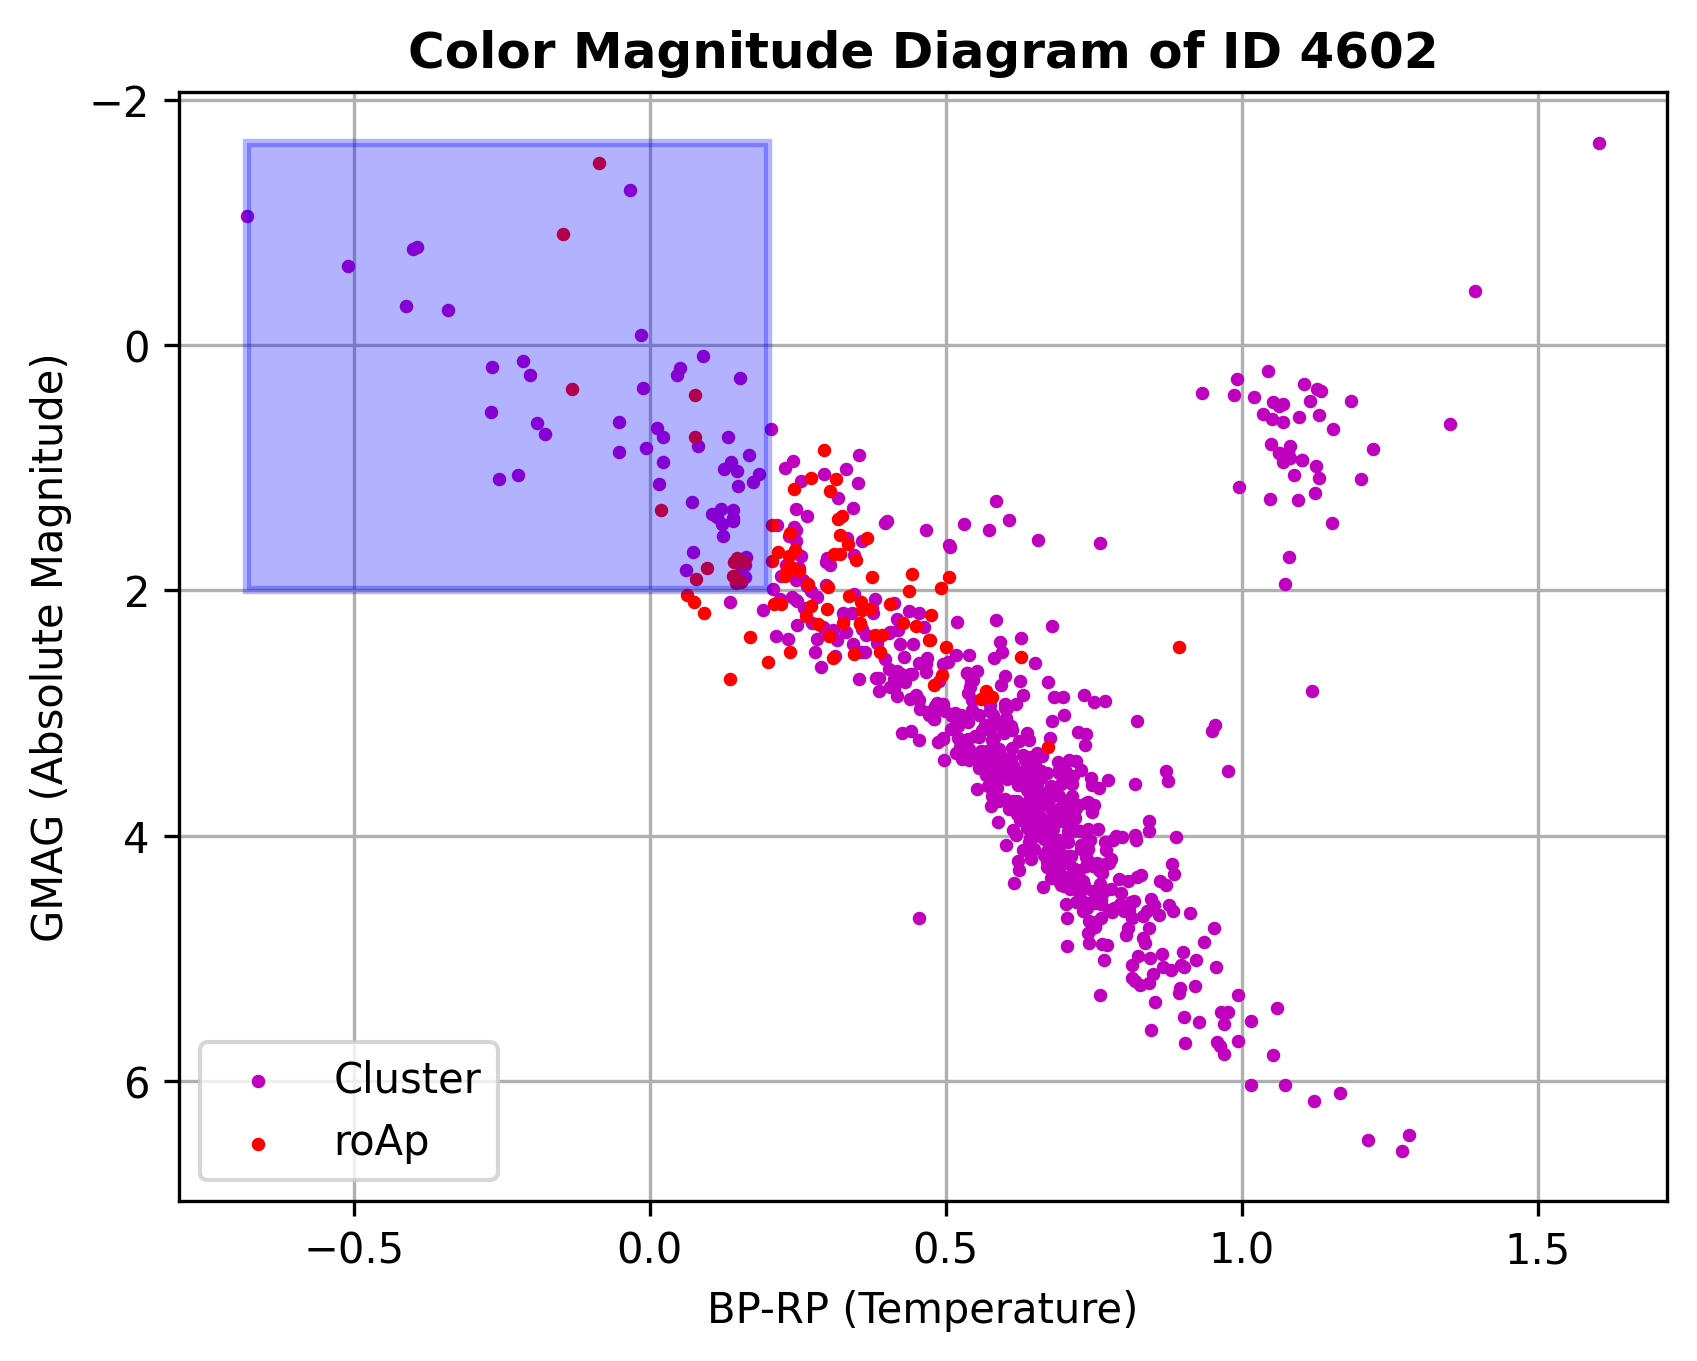 Color Magnitude Diagram of ID 4602
GMAG (Absolute Magnitude)
−2
0
2
4
6
Cluster
roAp
−0.5 0.0 0.5 1.0 1.5
BP-RP (Temperature)